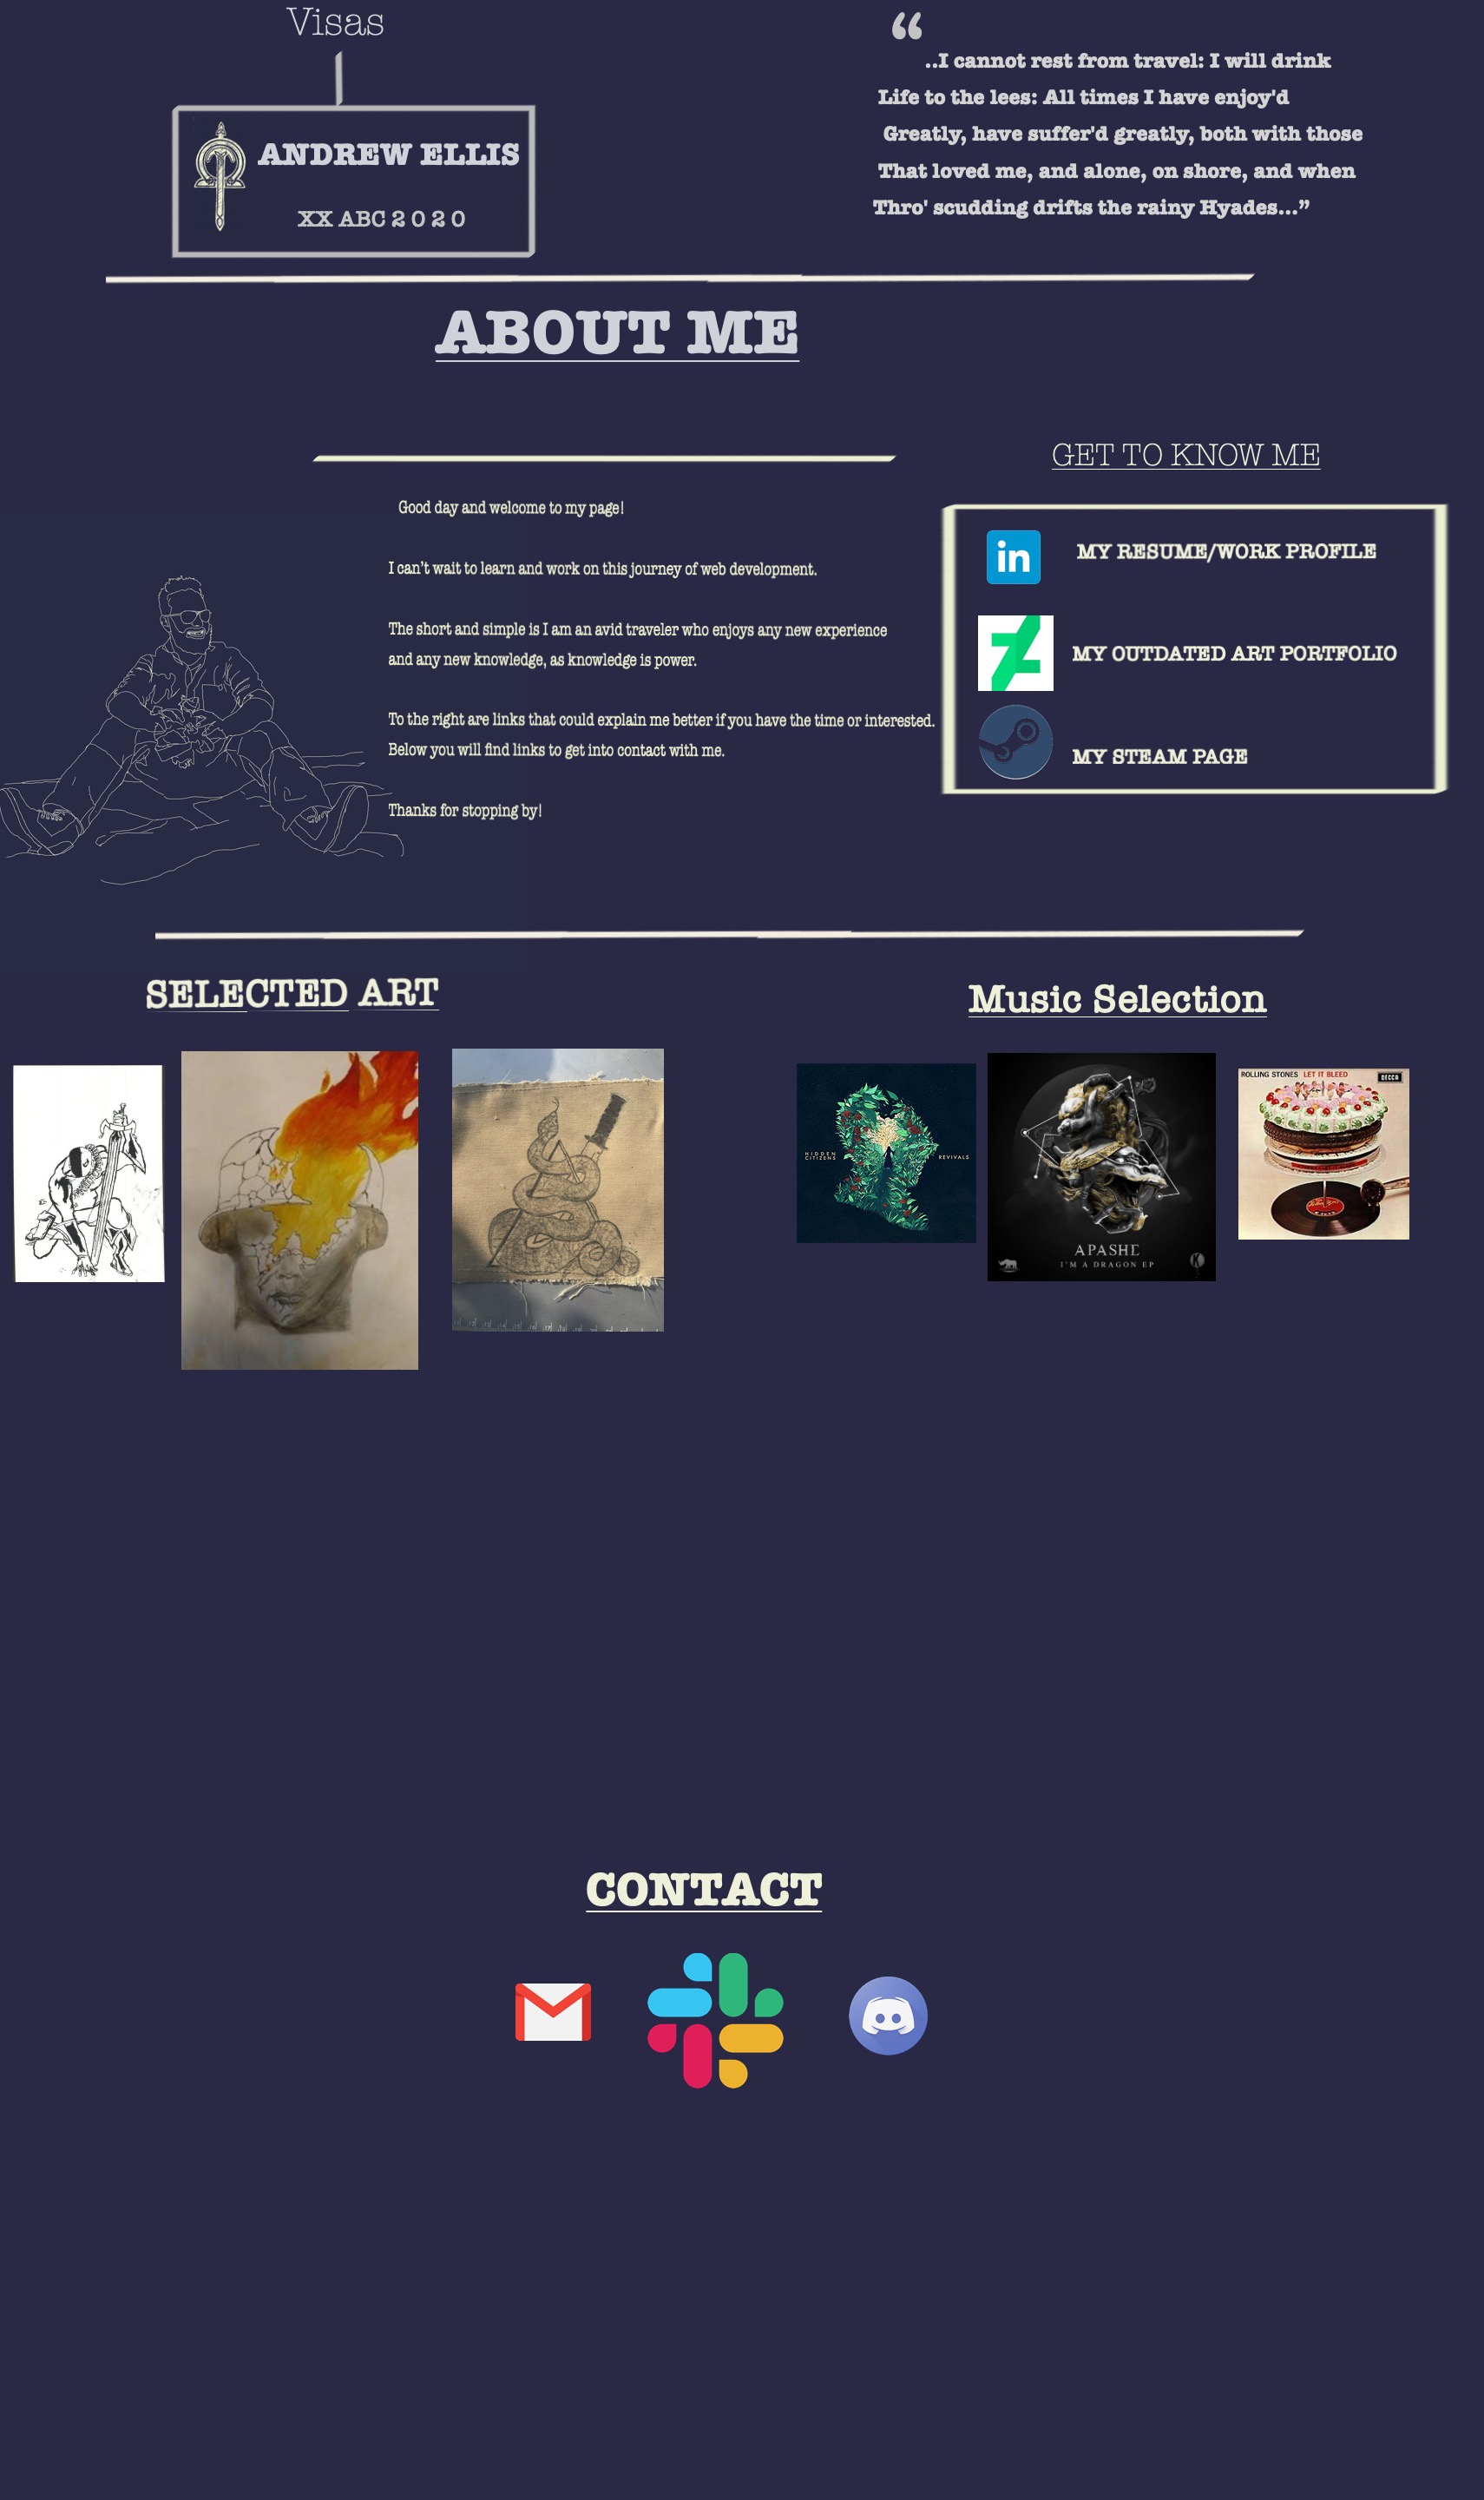 Visas
ANDREW ELLIS
XX ABC 2 0 2 0
“
..I cannot rest from travel: I will drink
Life to the lees: All times I have enjoy'd
Greatly, have suffer'd greatly, both with those
That loved me, and alone, on shore, and when
Thro' scudding drifts the rainy Hyades...”
ABOUT ME
Good day and welcome to my page!
I can’t wait to learn and work on this journey of web development.
The short and simple is I am an avid traveler who enjoys any new experience
and any new knowledge, as knowledge is power.
To the right are links that could explain me better if you have the time or interested.
Below you will find links to get into contact with me.
Thanks for stopping by!
GET TO KNOW ME
in
MY RESUME/WORK PROFILE
MY OUTDATED ART PORTFOLIO
MY STEAM PAGE
SELECTED ART
Music Selection
HIDDEN
CITIZENS
REVIVALS
APASHE
I'M A DRAGON EP
ROLLING STONES LET IT BLEED
DECCA
CONTACT